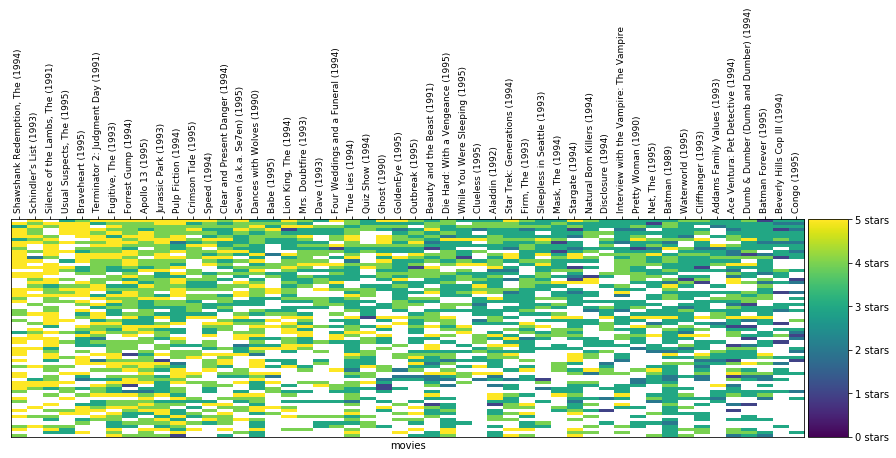 Shawshank Redemption, The (1994)
Schindler's List (1993)
Silence of the Lambs, The (1991)
Usual Suspects, The (1995)
Braveheart (1995)
Terminator 2: Judgment Day (1991)
Fugitive, The (1993)
Forrest Gump (1994)
Apollo 13 (1995)
Jurassic Park (1993)
Pulp Fiction (1994)
Crimson Tide (1995)
Speed (1994)
Clear and Present Danger (1994)
Seven (a.k.a. Se7en) (1995)
Dances with Wolves (1990)
Babe (1995)
Lion King, The (1994)
Mrs. Doubtfire (1993)
Dave (1993)
Four Weddings and a Funeral (1994)
True Lies (1994)
Quiz Show (1994)
Ghost (1990)
GoldenEye (1995)
Outbreak (1995)
Beauty and the Beast (1991)
Die Hard: With a Vengeance (1995)
While You Were Sleeping (1995)
Clueless (1995)
Aladdin (1992)
Star Trek: Generations (1994)
Firm, The (1993)
Sleepless in Seattle (1993)
Mask, The (1994)
Stargate (1994)
Natural Born Killers (1994)
Disclosure (1994)
Interview with the Vampire: The Vampire
Pretty Woman (1990)
Net, The (1995)
Batman (1989)
Waterworld (1995)
Cliffhanger (1993)
Addams Family Values (1993)
Ace Ventura: Pet Detective (1994)
Dumb & Dumber (Dumb and Dumber) (1994)
Batman Forever (1995)
Beverly Hills Cop III (1994)
Congo (1995)
5 stars
4 stars
3 stars
2 stars
1 stars
0 stars
movies